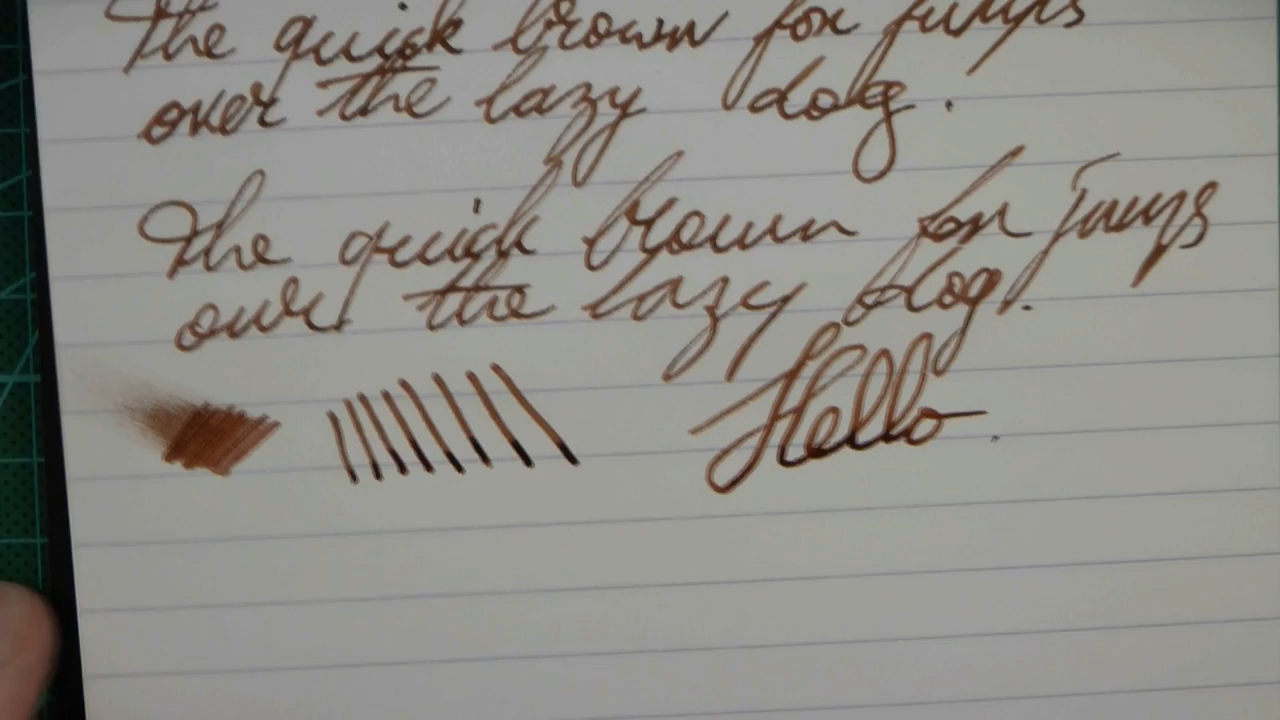 The quick brown fox jumps
over the lazy dog.
The quick brown fox jumps
over the lazy dog.
Hello